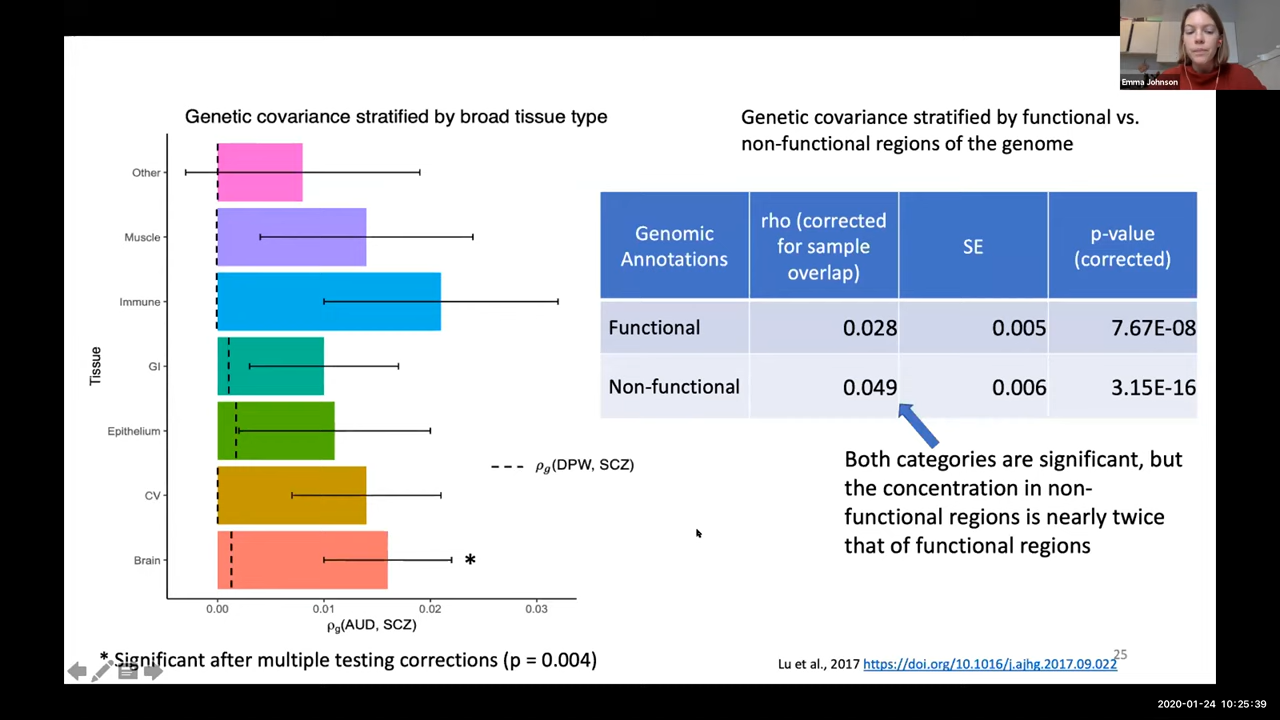 Emma Johnson
Genetic covariance stratified by broad tissue type
Tissue
Other
Muscle
Immune
GI
Epithelium
CV
Brain
*
ρg(DPW, SCZ)
0.00 0.01 0.02 0.03
ρg(AUD, SCZ)
* Significant after multiple testing corrections (p = 0.004)
Genetic covariance stratified by functional vs.
non-functional regions of the genome
Genomic Annotations
rho (corrected for sample overlap)
SE
p-value (corrected)
Functional 0.028 0.005 7.67E-08
Non-functional 0.049 0.006 3.15E-16
Both categories are significant, but
the concentration in non-
functional regions is nearly twice
that of functional regions
Lu et al., 2017 https://doi.org/10.1016/j.ajhg.2017.09.022
25
2020-01-24 10:25:39